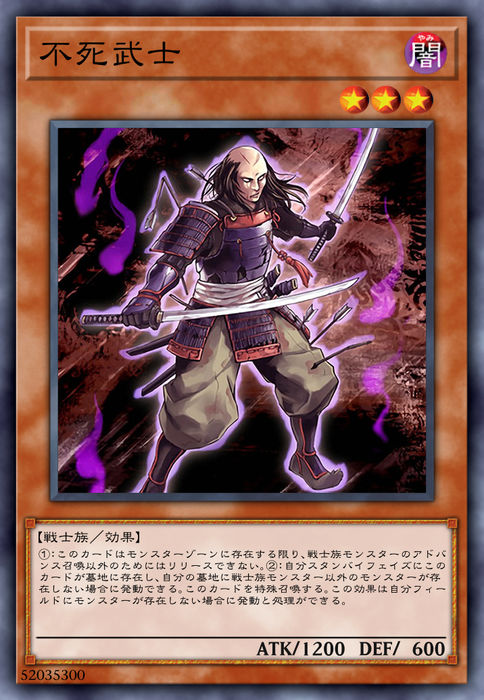 不死武士
やみ
闇
【戦士族／効果】
①：このカードはモンスターゾーンに存在する限り、戦士族モンスターのアドバ
ンス召喚以外のためにはリリースできない。②：自分スタンバイフェイズにこの
カードが墓地に存在し、自分の墓地に戦士族モンスター以外のモンスターが存
在しない場合に発動できる。このカードを特殊召喚する。この効果は自分フィー
ルドにモンスターが存在しない場合に発動と処理ができる。
ATK/1200 DEF/ 600
52035300